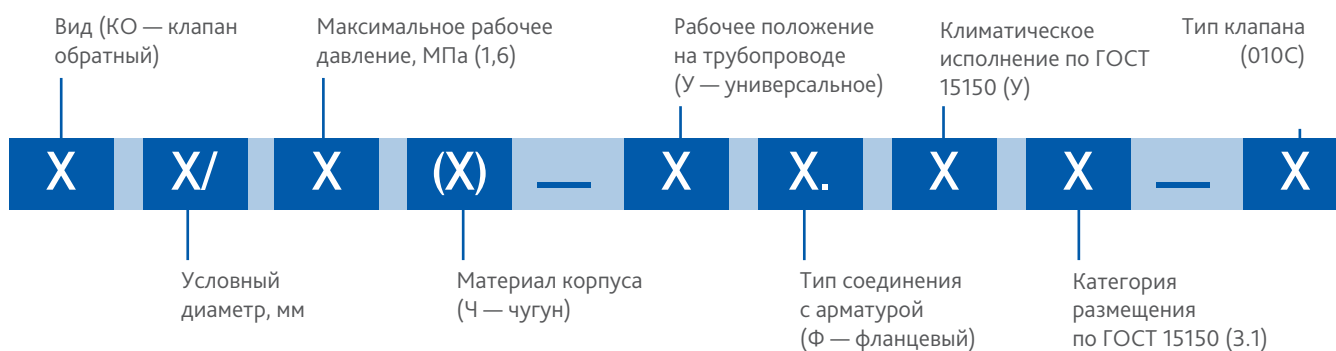 Вид (КО — клапан
обратный)
Максимальное рабочее
давление, МПа (1,6)
Рабочее положение
на трубопроводе
(У — универсальное)
Климатическое
исполнение по ГОСТ
15150 (У)
Тип клапана
(010С)
X X/ X (X) — X X. X X — X
Условный
диаметр, мм
Материал корпуса
(Ч — чугун)
Тип соединения
с арматурой
(Ф — фланцевый)
Категория
размещения
по ГОСТ 15150 (3.1)